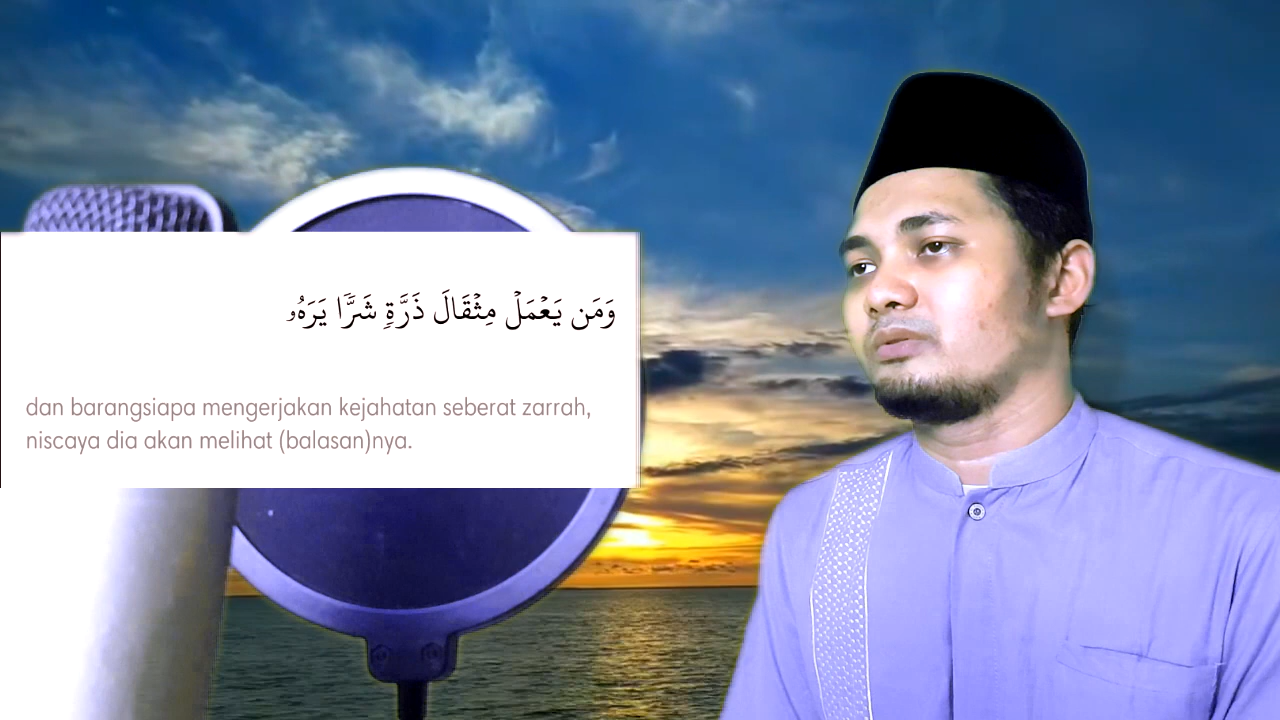 وَمَن يَعْمَلْ مِثْقَالَ ذَرَّةٍ شَرًّا يَرَهُۥ
dan barangsiapa mengerjakan kejahatan seberat zarrah,
niscaya dia akan melihat (balasan)nya.